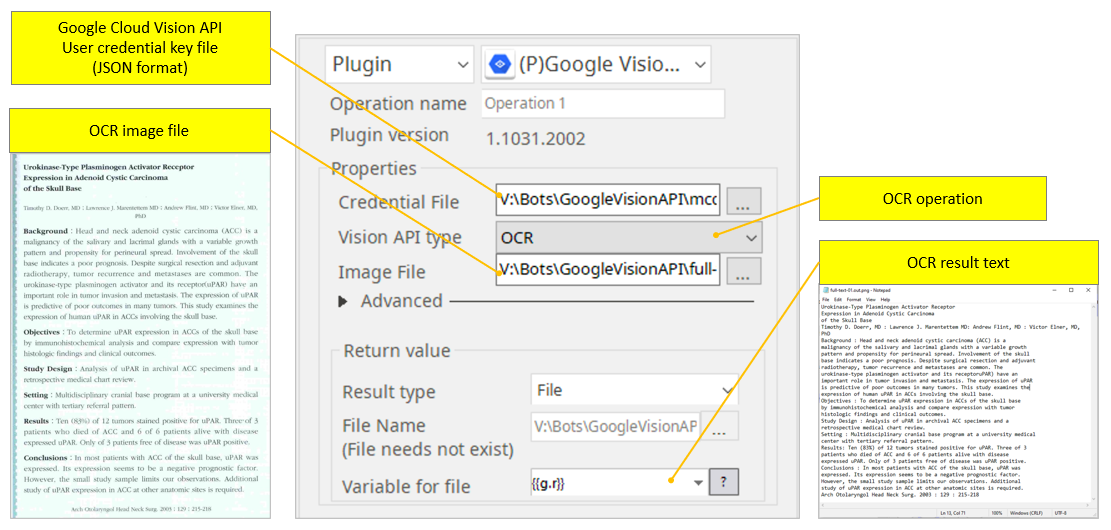 Google Cloud Vision API
User credential key file
(JSON format)
OCR image file
Urokinase-Type Plasminogen Activator Receptor
Expression in Adenoid Cystic Carcinoma
of the Skull Base
Timothy D. Doerr, MD : Lawrence J. Marentettem MD : Andrew Flint, MD : Victor Elner, MD,
PhD
Background : Head and neck adenoid cystic carcinoma (ACC) is a
malignancy of the salivary and lacrimal glands with a variable growth
pattern and propensity for perineural spread. Involvement of the skull
base indicates a poor prognosis. Despite surgical resection and adjuvant
radiotherapy, tumor recurrence and metastases are common. The
urokinase-type plasminogen activator and its receptor(uPAR) have an
important role in tumor invasion and metastasis. The expression of uPAR
is predictive of poor outcomes in many tumors. This study examines the
expression of human uPAR in ACCs involving the skull base.
Objectives : To determine uPAR expression in ACCs of the skull base
by immunohistochemical analysis and compare expression with tumor
histologic findings and clinical outcomes.
Study Design : Analysis of uPAR in archival ACC specimens and a
retrospective medical chart review.
Setting : Multidisciplinary cranial base program at a university medical
center with tertiary referral pattern.
Results : Ten (83%) of 12 tumors stained positive for uPAR. Three of 3
patients who died of ACC and 6 of 6 patients alive with disease
expressed uPAR. Only of 3 patients free of disease was uPAR positive.
Conclusions : In most patients with ACC of the skull base, uPAR was
expressed. Its expression seems to be a negative prognostic factor.
However, the small study sample limits our observations. Additional
study of uPAR expression in ACC at other anatomic sites is required.
Arch Otolaryngol Head Neck Surg. 2003 : 129 : 215-218
Plugin
(P)Google Visio...
Operation name
Operation 1
Plugin version
1.1031.2002
Properties
Credential File
V:\Bots\GoogleVisionAPI\mcc
...
Vision API type
OCR
Image File
V:\Bots\GoogleVisionAPI\full-
...
Advanced
Return value
Result type
File
File Name
V:\Bots\GoogleVisionAPI
...
(File needs not exist)
Variable for file
{{g.r}}
?
OCR operation
OCR result text
full-text-01.out.png - Notepad
File Edit Format View Help
Urokinase-Type Plasminogen Activator Receptor
Expression in Adenoid Cystic Carcinoma
of the Skull Base
Timothy D. Doerr, MD : Lawrence J. Marentettem MD: Andrew Flint, MD : Victor Elner, MD,
PhD
Background : Head and neck adenoid cystic carcinoma (ACC) is a
malignancy of the salivary and lacrimal glands with a variable growth
pattern and propensity for perineural spread. Involvement of the skull
base indicates a poor prognosis. Despite surgical resection and adjuvant
radiotherapy, tumor recurrence and metastases are common. The
urokinase-type plasminogen activator and its receptoruPAR) have an
important role in tumor invasion and metastasis. The expression of uPAR
is predictive of poor outcomes in many tumors. This study examines the
expression of human uPAR in ACCs involving the skull base.
Objectives : To determine uPAR expression in ACCs of the skull base
by immunohistochemical analysis and compare expression with tumor
histologic findings and clinical outcomes.
Study Design : Analysis of uPAR in archival ACC specimens and a
retrospective medical chart review.
Setting : Multidisciplinary cranial base program at a university medical
center with tertiary referral pattern.
Results: Ten (83%) of 12 tumors stained positive for uPAR. Three of 3
patients who died of ACC and 6 of 6 patients alive with disease
expressed uPAR. Only of 3 patients free of disease was uPAR positive.
Conclusions : In most patients with ACC of the skull base, uPAR was
expressed. Its expression seems to be a negative prognostic factor.
However, the small study sample limits our observations. Additional
study of uPAR expression in ACC at other anatomic sites is required.
Arch Otolaryngol Head Neck Surg. 2003 : 129 : 215-218
Ln 13, Col 71 100% Windows (CRLF) UTF-8